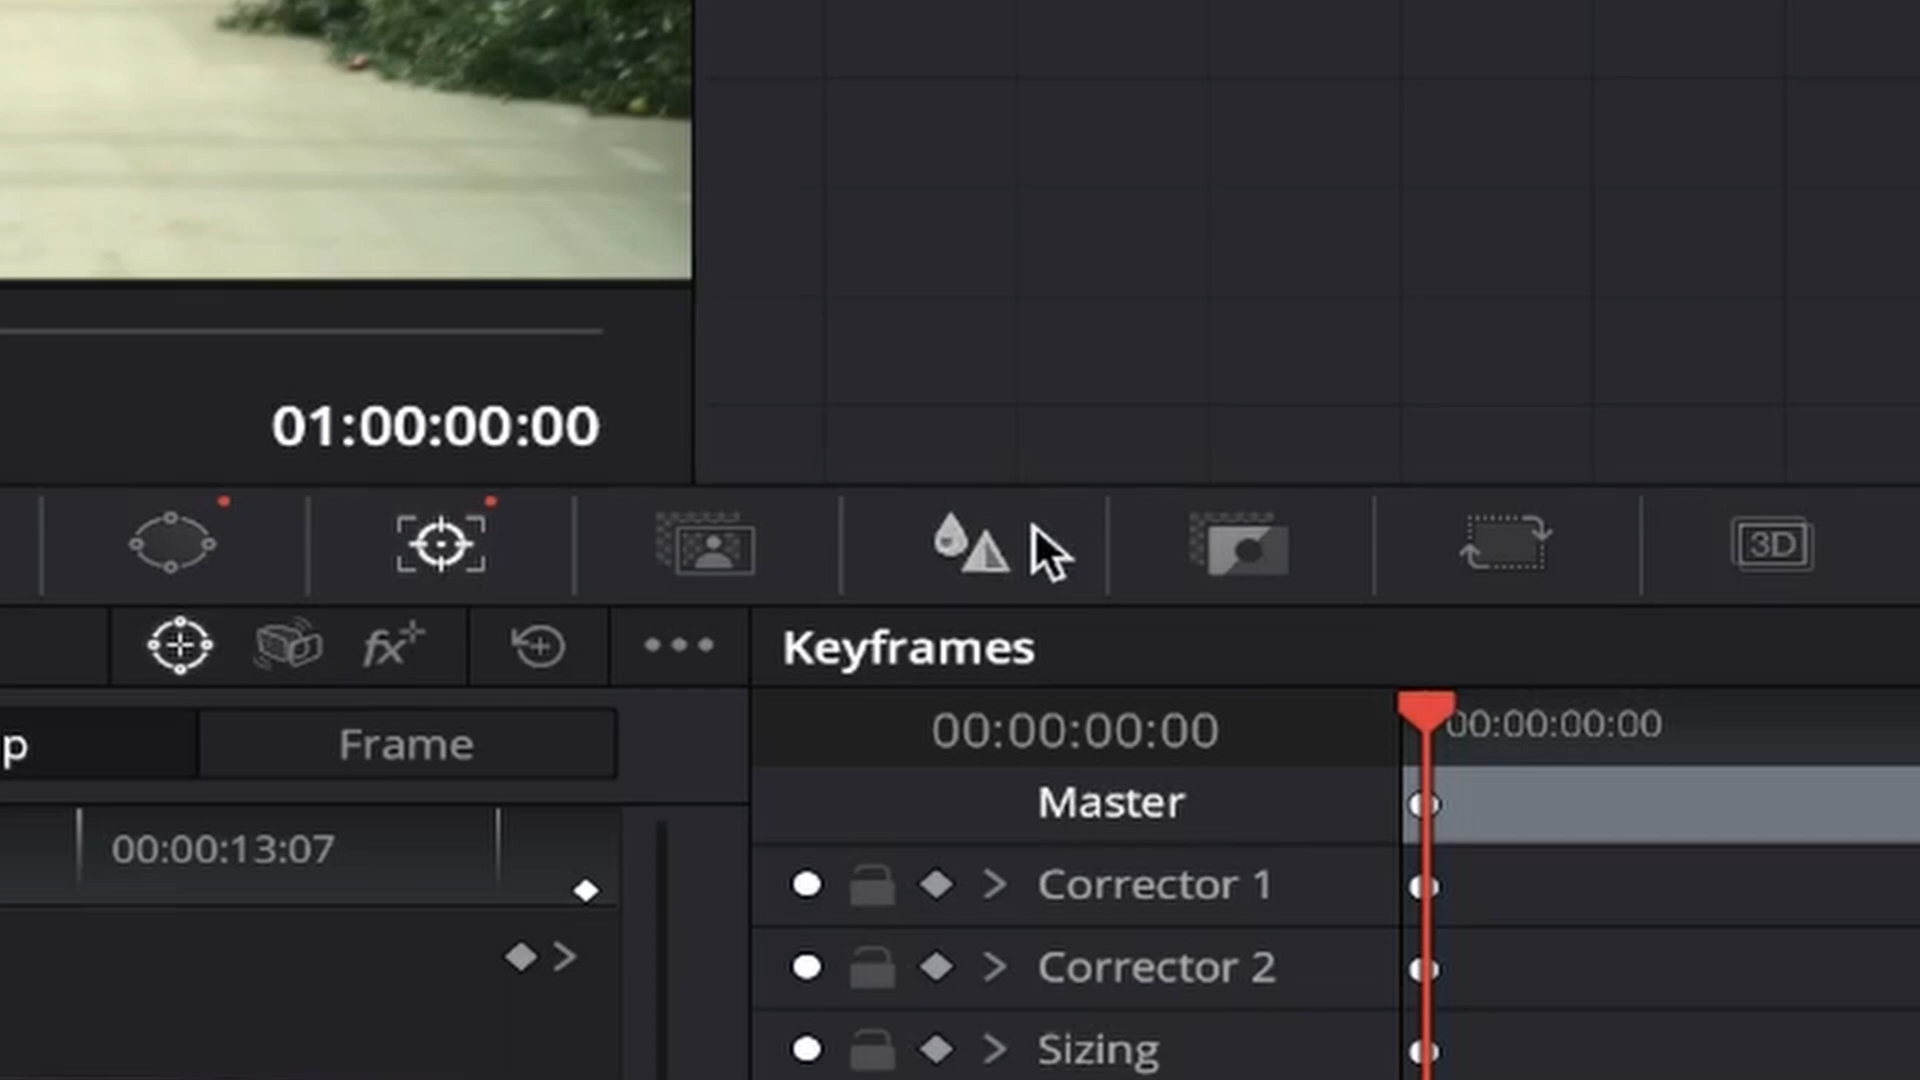 01:00:00:00
3D
fx
Keyframes
p
Frame
00:00:00:00
00:00:00:00
Master
00:00:13:07
Corrector 1
Corrector 2
Sizing